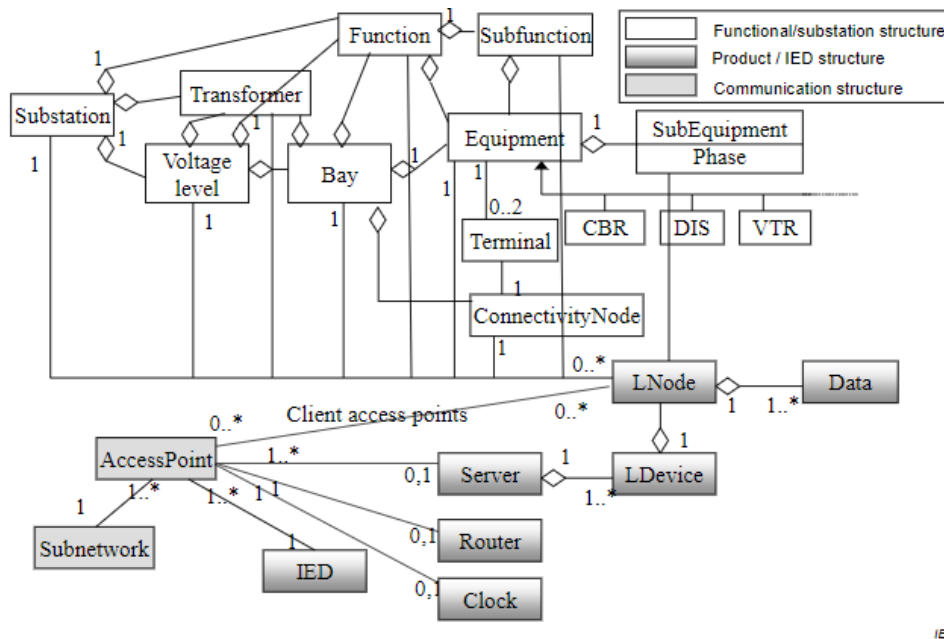 Function
Subfunction
1
1
Functional/substation structure
Product / IED structure
Communication structure
Substation
Transformer
Voltage
level
Bay
Equipment
SubEquipment
Phase
1
1
1
1
1
1
1
1
1
1
0..2
CBR
DIS
VTR
Terminal
1
ConnectivityNode
1
0..*
LNode
Data
1
1..*
Client access points
0..*
0..*
AccessPoint
1..*
0,1
Server
1
1..*
LDevice
1
1..*
1..*
1
1
1
Subnetwork
1
IED
0,1
Router
0,1
Clock